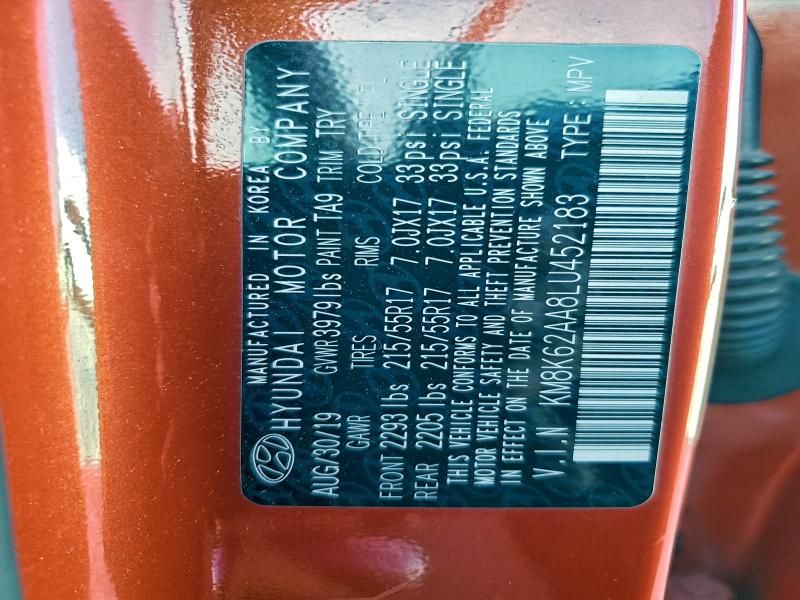 MANUFACTURED IN KOREA BY
HYUNDAI MOTOR COMPANY
AUG/30/19 GVWR3979lbs PAINT TA9 TRIM TRY
GAWR TIRES RIMS COLD
FRONT 2293 lbs 215/55R17 7.0JX17 33psi SINGLE
REAR 2205 lbs 215/55R17 7.0JX17 33psi SINGLE
THIS VEHICLE CONFORMS TO ALL APPLICABLE U.S.A. FEDERAL
MOTOR VEHICLE SAFETY AND THEFT PREVENTION STANDARDS
IN EFFECT ON THE DATE OF MANUFACTURE SHOWN ABOVE
V.I.N KM8K62AA8LU452183 TYPE : MPV